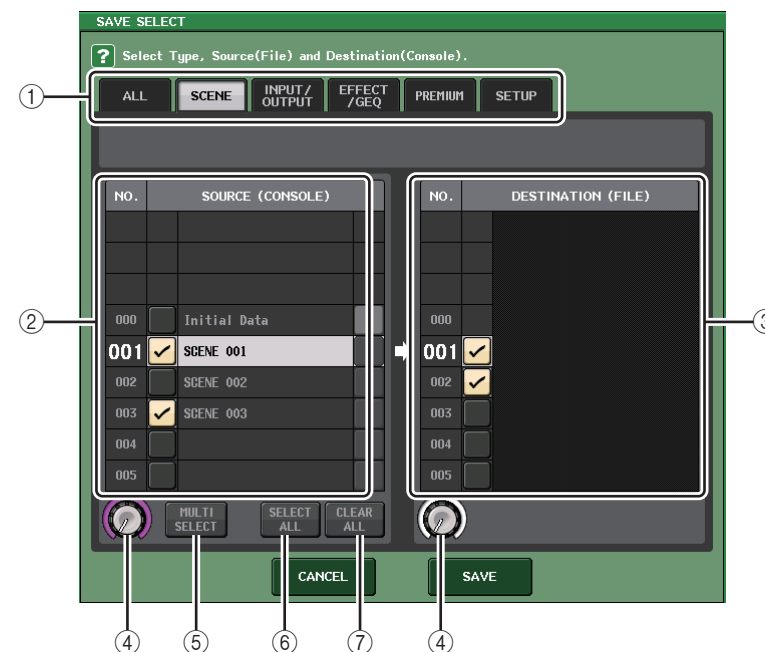 SAVE SELECT
? Select Type, Source(File) and Destination(Console).
①
ALL SCENE INPUT/ OUTPUT EFFECT /GEQ PREMIUM SETUP
NO. SOURCE (CONSOLE) NO. DESTINATION (FILE)
②
③
000 Initial Data 000
001 SCENE 001 001
002 SCENE 002 002
003 SCENE 003 003
004 004
005 005
MULTI SELECT SELECT ALL CLEAR ALL
CANCEL SAVE
④ ⑤ ⑥ ⑦ ④